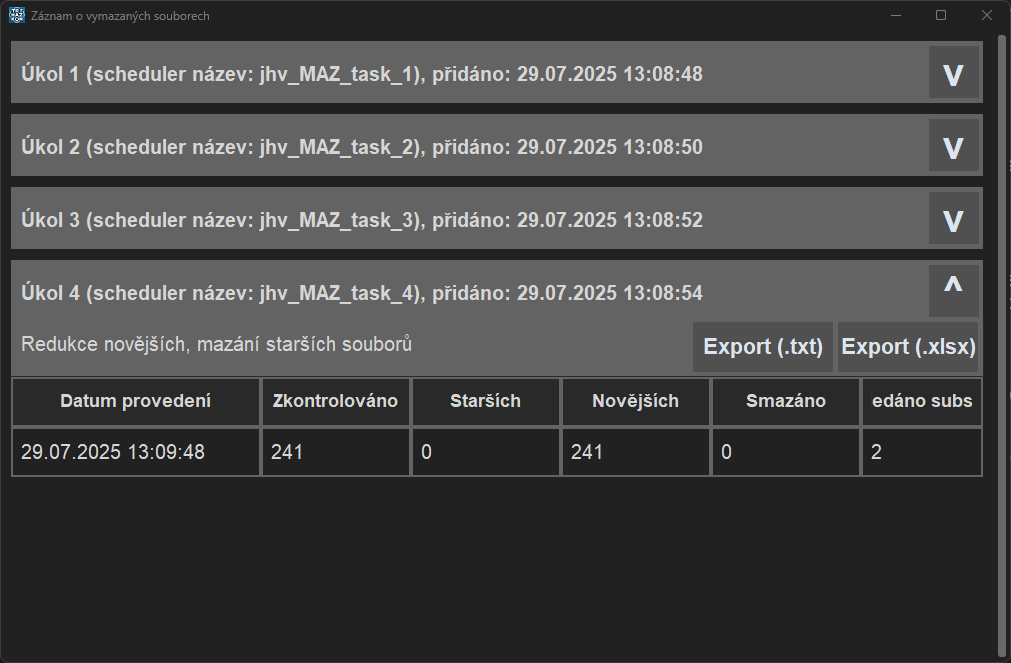 Záznam o vymazaných souborech
Úkol 1 (scheduler název: jhv_MAZ_task_1), přidáno: 29.07.2025 13:08:48 V
Úkol 2 (scheduler název: jhv_MAZ_task_2), přidáno: 29.07.2025 13:08:50 V
Úkol 3 (scheduler název: jhv_MAZ_task_3), přidáno: 29.07.2025 13:08:52 V
Úkol 4 (scheduler název: jhv_MAZ_task_4), přidáno: 29.07.2025 13:08:54 ^
Redukce novějších, mazání starších souborů Export (.txt) Export (.xlsx)
Datum provedení Zkontrolováno Starších Novějších Smazáno edáno subs
29.07.2025 13:09:48 241 0 241 0 2